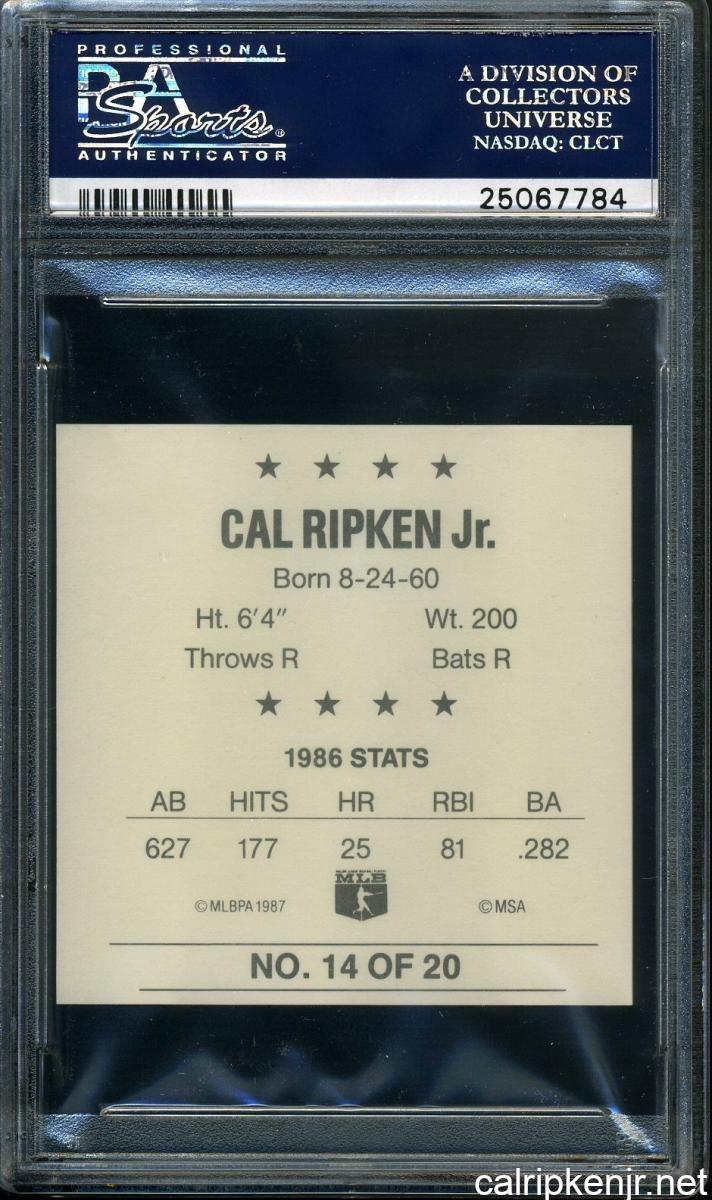 PROFESSIONAL
PSA
Sports®
AUTHENTICATOR
A DIVISION OF
COLLECTORS
UNIVERSE
NASDAQ: CLCT
25067784
★ ★ ★ ★
CAL RIPKEN Jr.
Born 8-24-60
Ht. 6'4" Wt. 200
Throws R Bats R
★ ★ ★ ★
1986 STATS
AB HITS HR RBI BA
627 177 25 81 .282
MLB
©MLBPA 1987 ©MSA
NO. 14 OF 20
calripkenjr.net